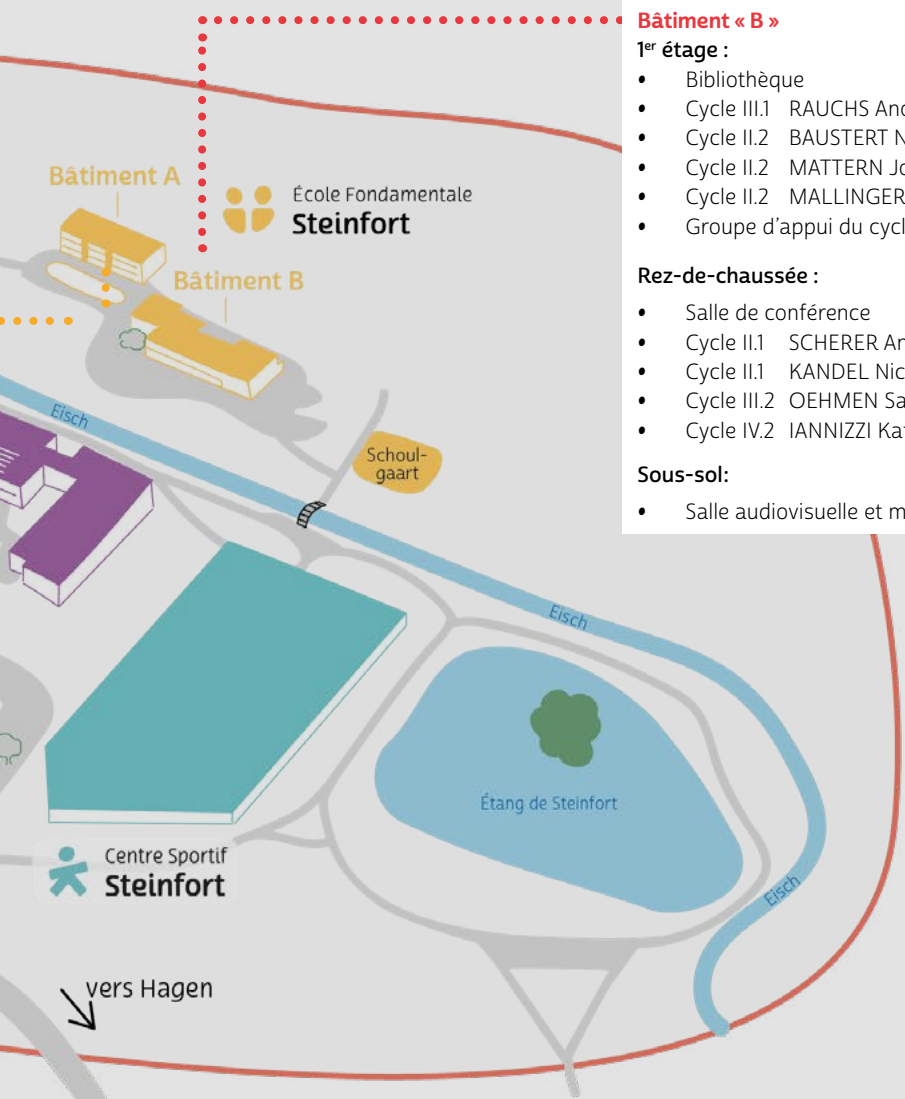 Bâtiment « B »
1er étage :
• Bibliothèque
• Cycle III.1 RAUCHS
• Cycle II.2 BAUSTERT
• Cycle II.2 MATTERN
• Cycle II.2 MALLINGER
• Groupe d'appui du
Rez-de-chaussée :
• Salle de conférence
• Cycle II.1 SCHERER
• Cycle II.1 KANDEL
• Cycle III.2 OEHMEN
• Cycle IV.2 IANNIZZI
Sous-sol:
• Salle audiovisuelle et
Bâtiment A
École Fondamentale
Steinfort
Bâtiment B
Eisch
Schoul-
gaart
Eisch
Étang de Steinfort
Centre Sportif
Steinfort
Eisch
vers Hagen